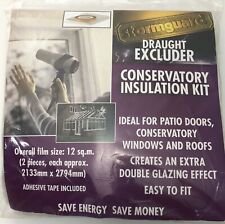 Stormguard
DRAUGHT
EXCLUDER
CONSERVATORY
INSULATION KIT
IDEAL FOR PATIO DOORS,
CONSERVATORY
WINDOWS AND ROOFS
CREATES AN EXTRA
DOUBLE GLAZING EFFECT
EASY TO FIT
Overall film size: 12 sq.m.
(2 pieces, each approx.
2133mm x 2794mm)
ADHESIVE TAPE INCLUDED
SAVE ENERGY SAVE MONEY